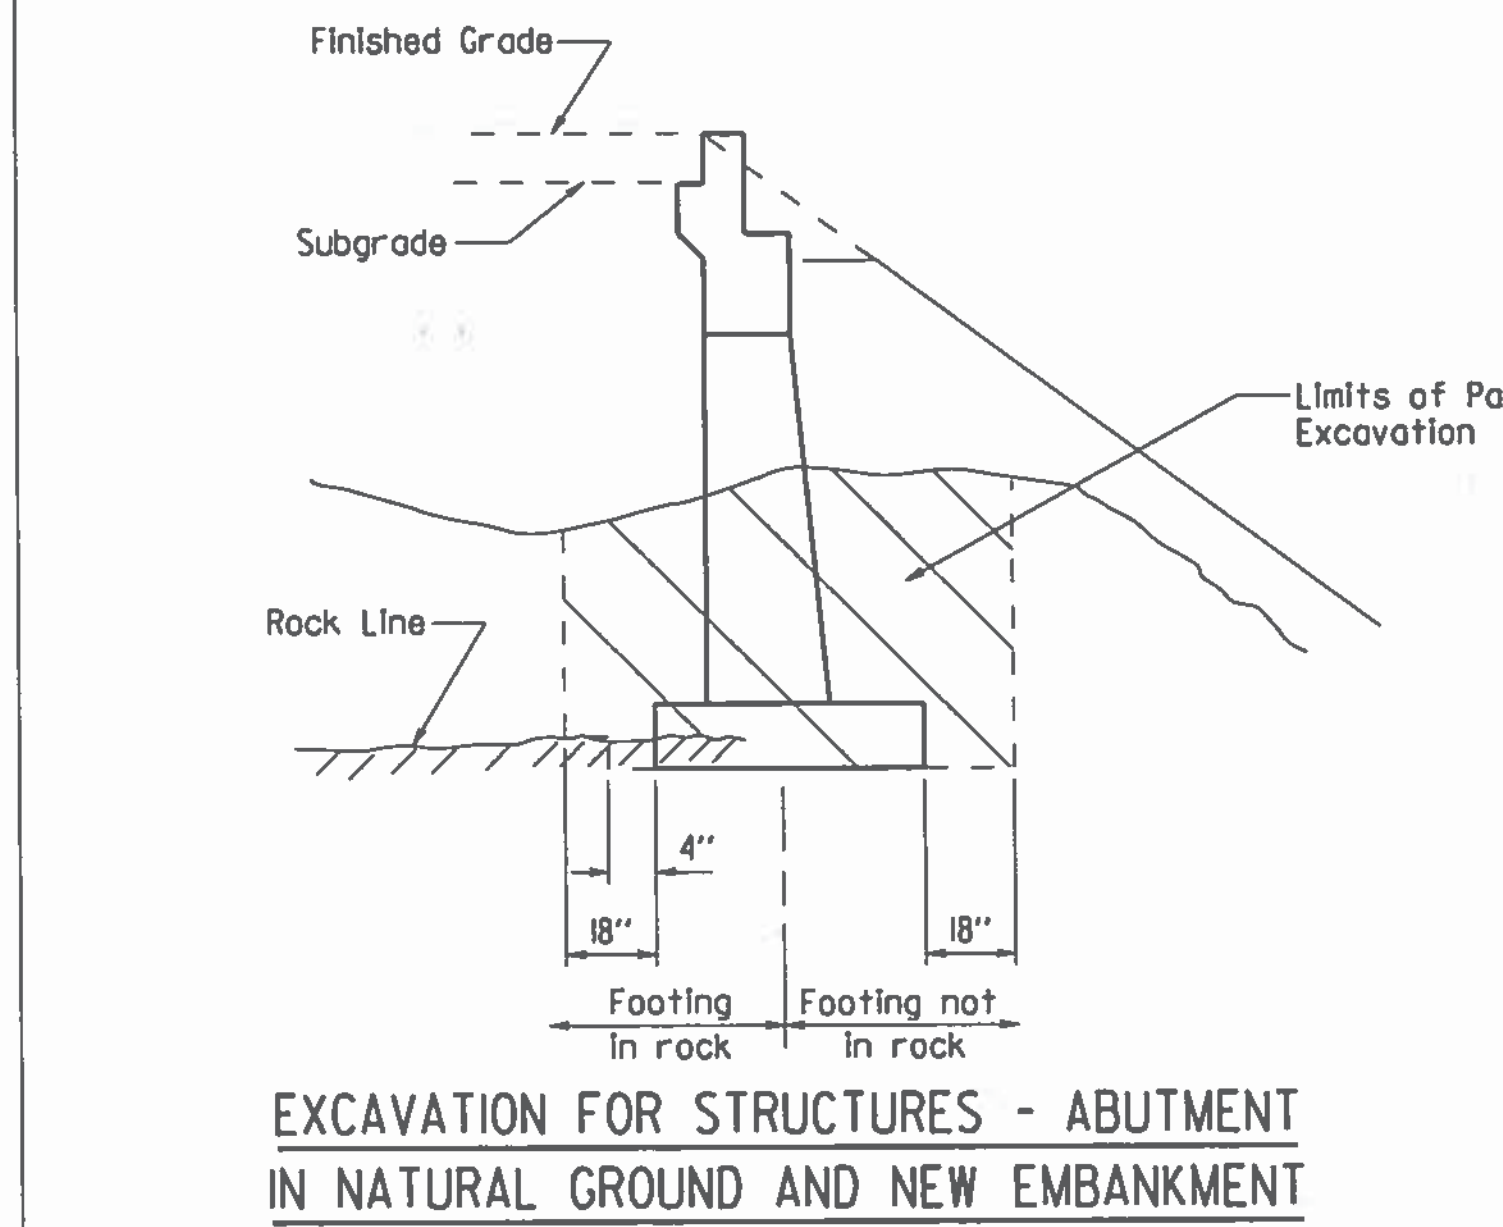 Finished Grade
Subgrade
Limits of Pa
Excavation
Rock Line
4"
18"
18"
Footing
in rock
Footing not
in rock
EXCAVATION FOR STRUCTURES - ABUTMENT
IN NATURAL GROUND AND NEW EMBANKMENT